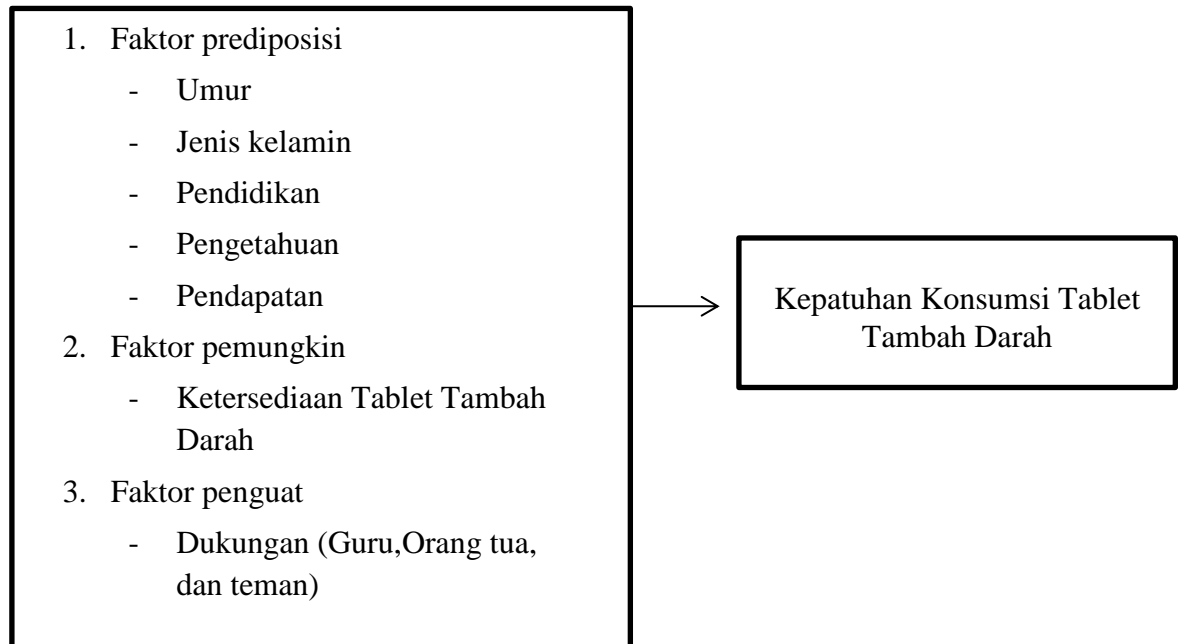 1. Faktor prediposisi
- Umur
- Jenis kelamin
- Pendidikan
- Pengetahuan
- Pendapatan
2. Faktor pemungkin
- Ketersediaan Tablet Tambah
Darah
3. Faktor penguat
- Dukungan (Guru,Orang tua,
dan teman)
Kepatuhan Konsumsi Tablet
Tambah Darah